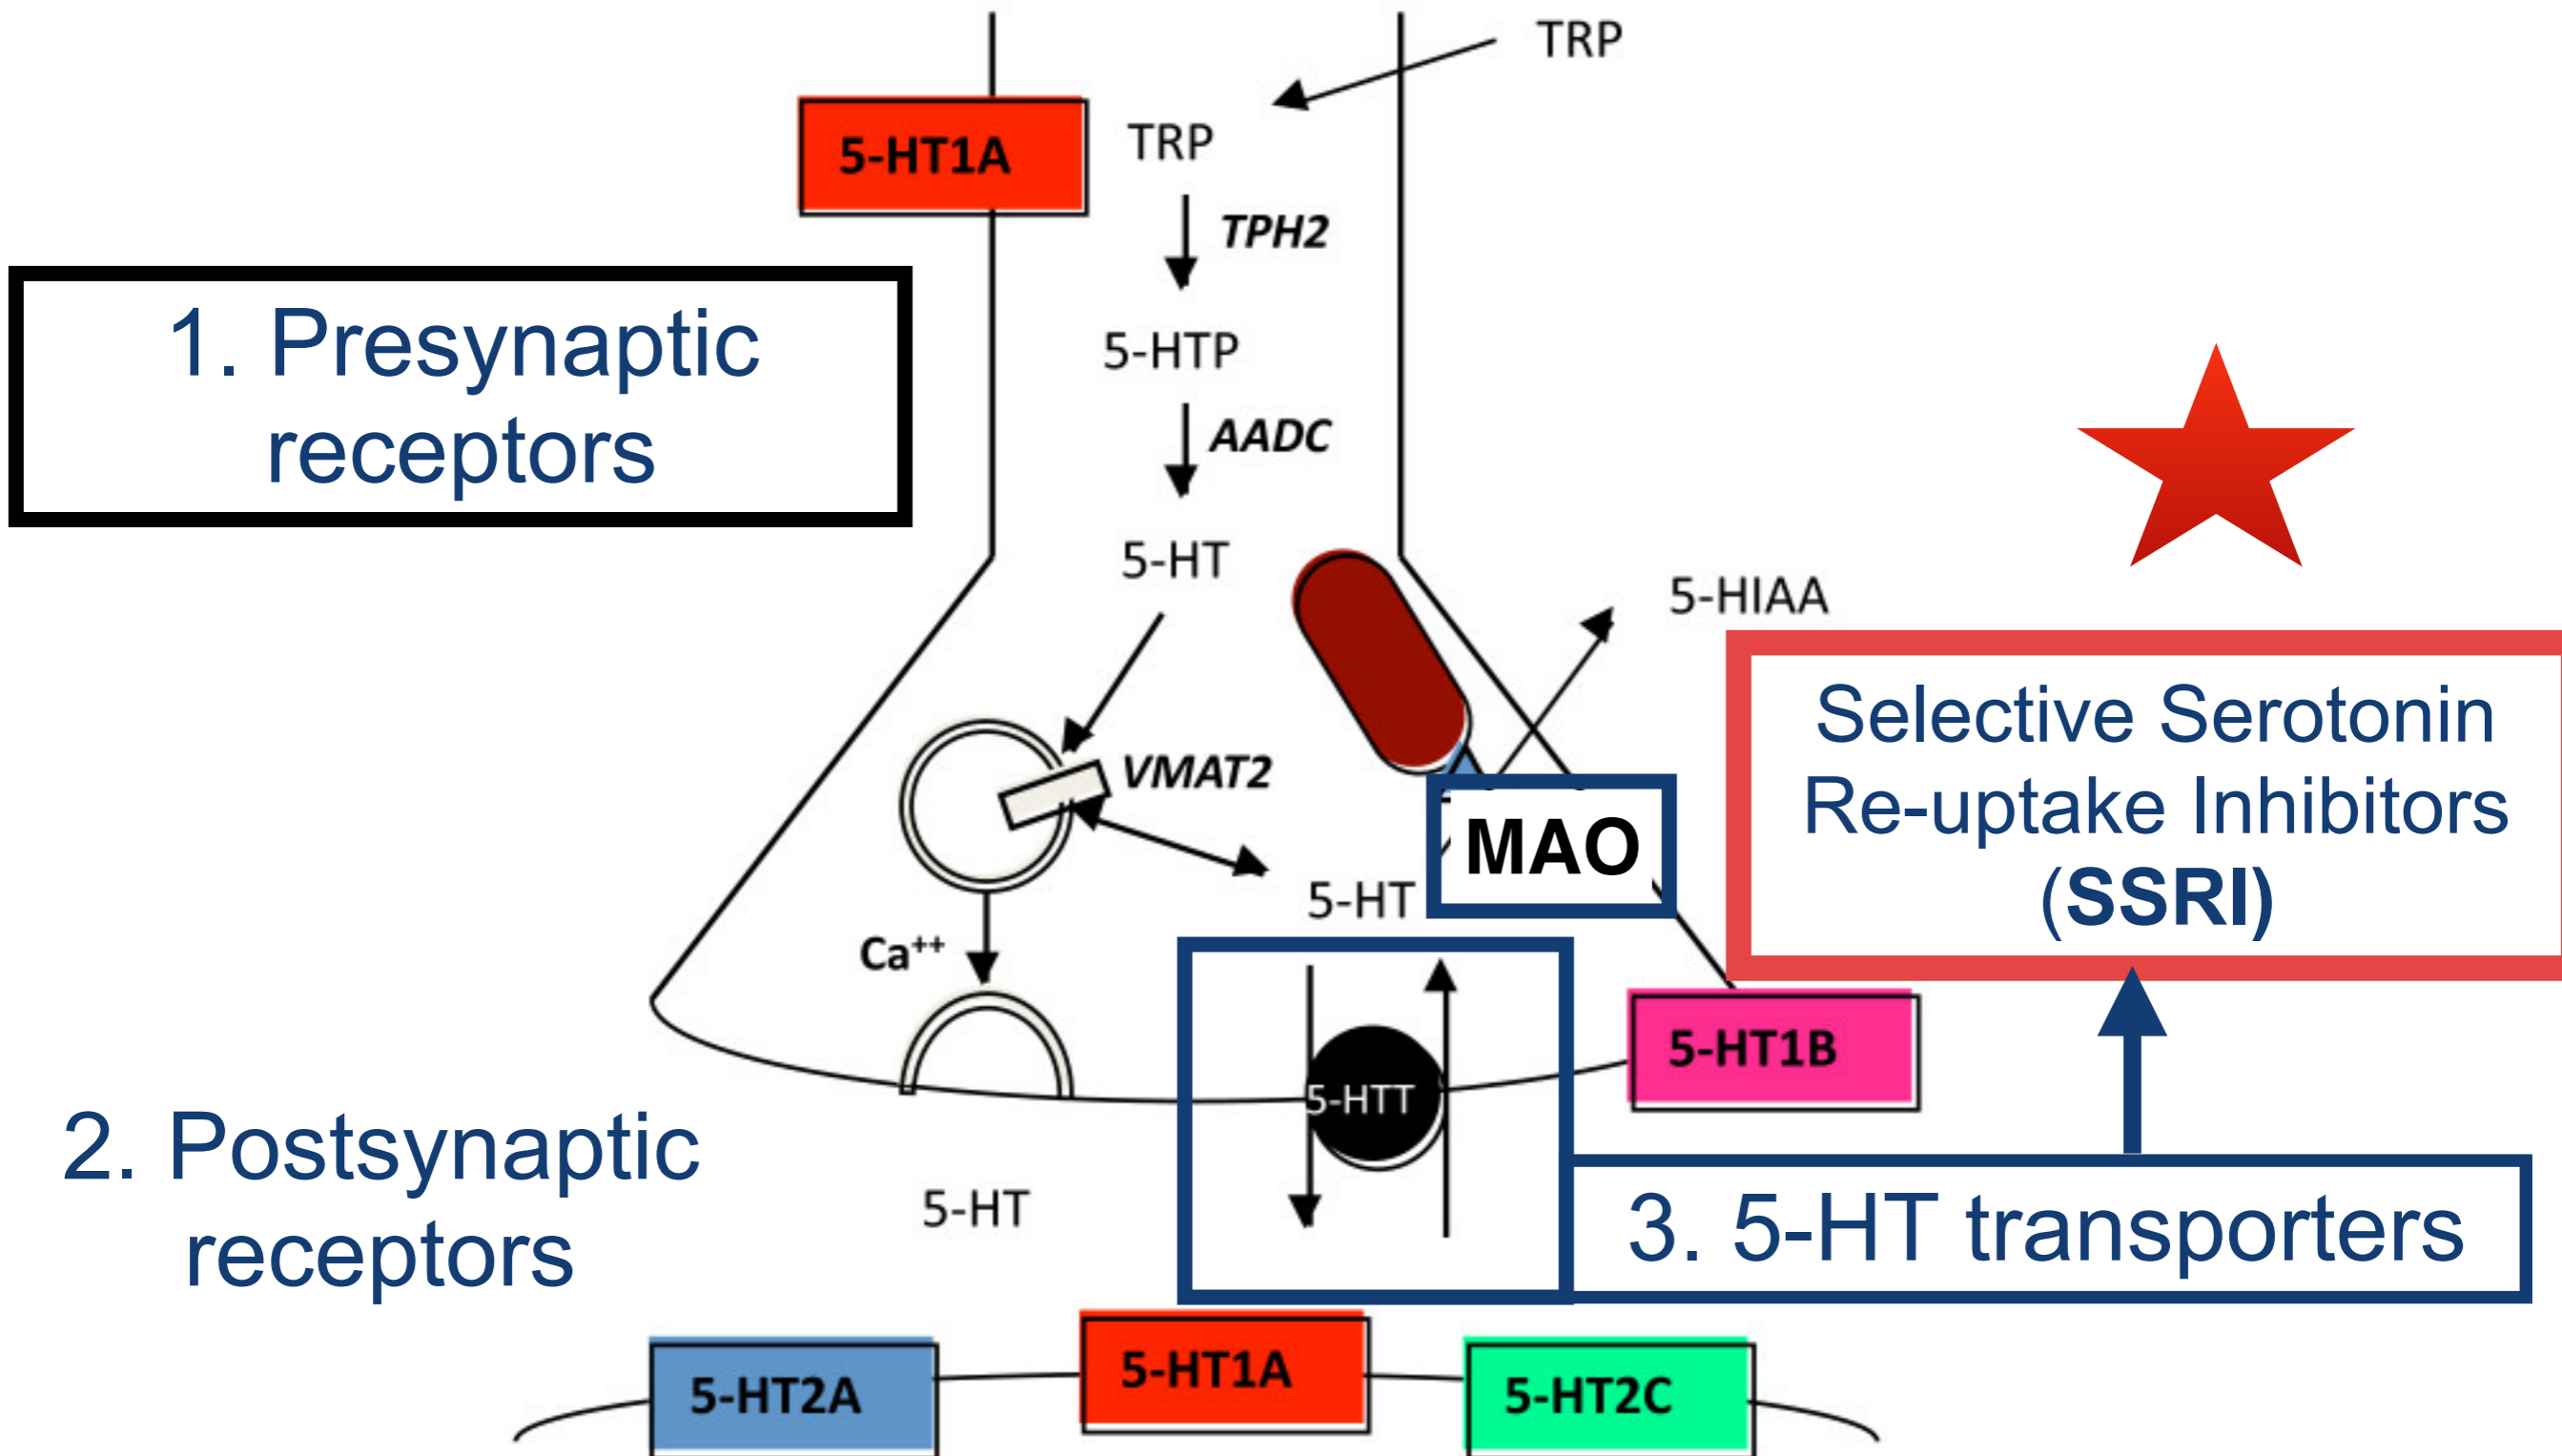 TRP
5-HT1A
TRP
TPH2
1. Presynaptic
receptors
5-HTP
AADC
5-HT
5-HIAA
Selective Serotonin
Re-uptake Inhibitors
(SSRI)
VMAT2
MAO
5-HT
Ca⁺⁺
5-HTT
5-HT1B
2. Postsynaptic
receptors
5-HT
3. 5-HT transporters
5-HT2A
5-HT1A
5-HT2C